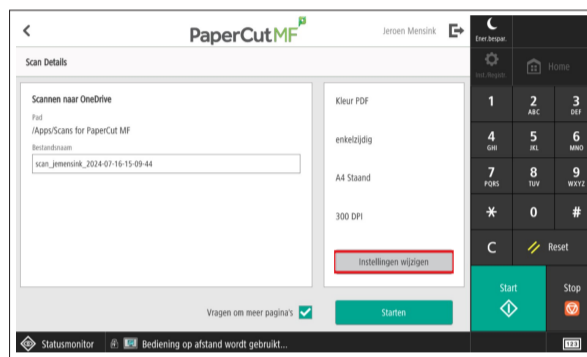 PaperCut MF P
Jeroen Mensink
Ener.bespar.
Scan Details
Home
Scannen naar OneDrive
Pad
/Apps/Scans for PaperCut MF
Bestandsnaam
scan_jemensink_2024-07-16-15-09-44
Kleur PDF
enkelzijdig
A4 Staand
300 DPI
Instellingen wijzigen
Vragen om meer pagina's
Starten
1
2 ABC
3 DEF
4 GHI
5 JKL
6 MNO
7 PQRS
8 TUV
9 WXYZ
* 0 #
C Reset
Start
Stop
Statusmonitor
Bediening op afstand wordt gebruikt...
123